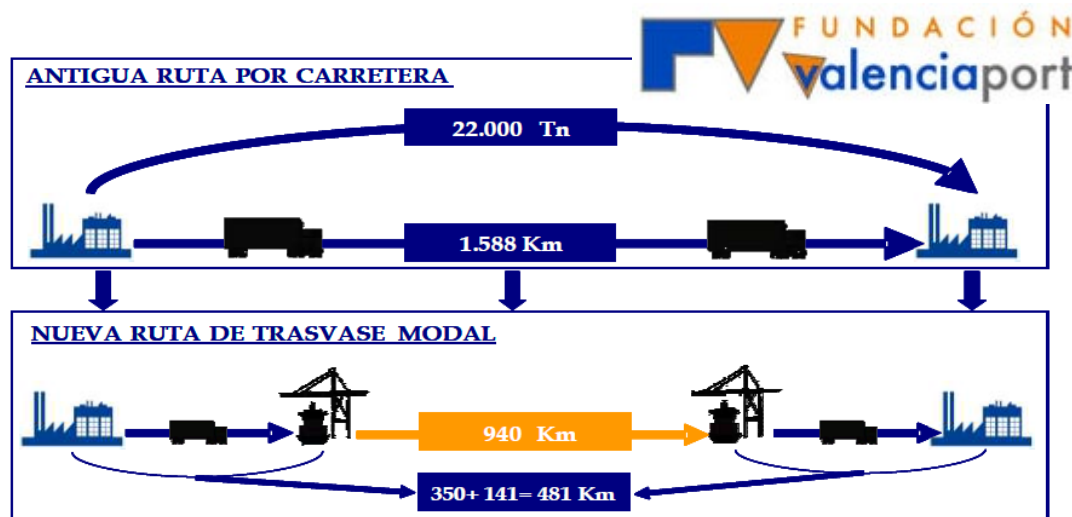 FUNDACIÓN
valenciaport
ANTIGUA RUTA POR CARRETERA
22.000 Tn
1.588 Km
NUEVA RUTA DE TRASVASE MODAL
940 Km
350+ 141= 481 Km